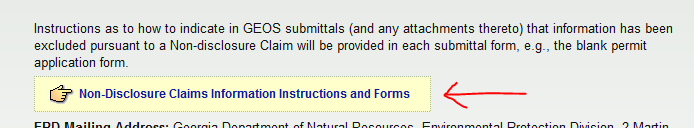 Instructions as to how to indicate in GEOS submittals (and any attachments thereto) that information has been
excluded pursuant to a Non-disclosure Claim will be provided in each submittal form, e.g., the blank permit
application form.
Non-Disclosure Claims Information Instructions and Forms
EPD Mailing Address: Georgia Department of Natural Resources, Environmental Protection Division, 2 Martin